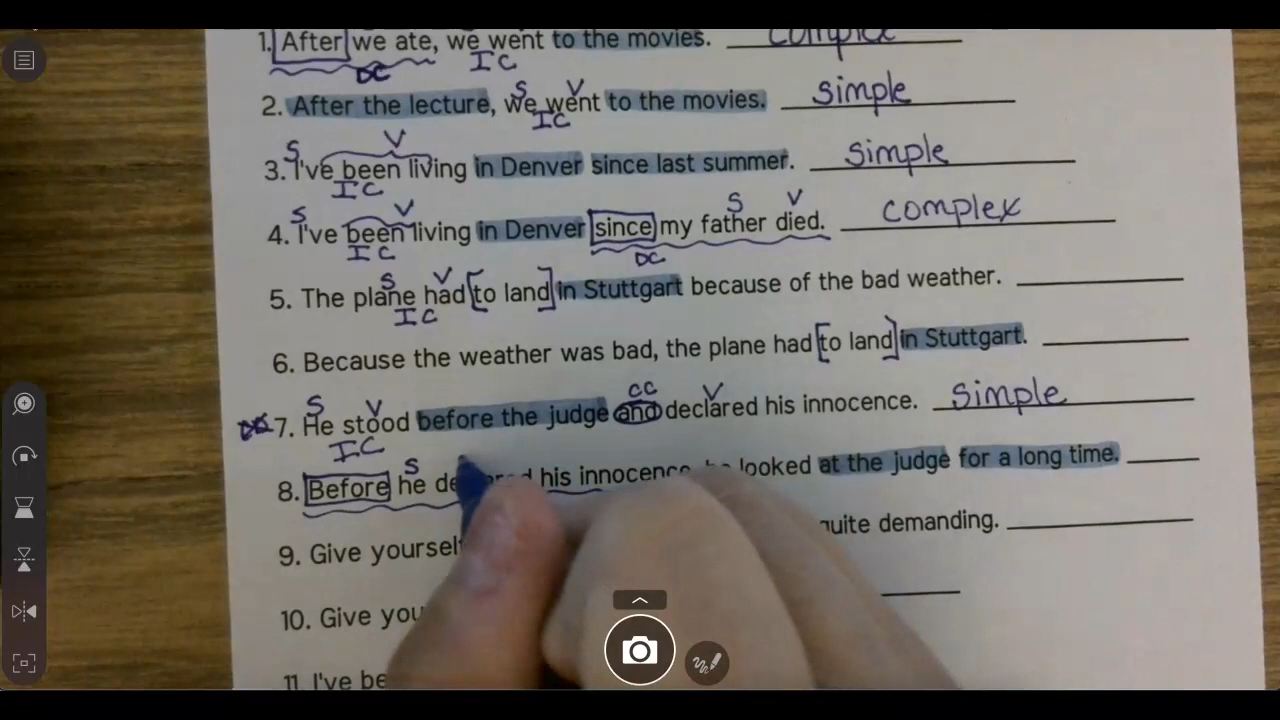 1. After we ate, we went to the movies. complex
DC IC
S V
2. After the lecture, we went to the movies. simple
IC
S V
3. I've been living in Denver since last summer. simple
IC
S V S V
4. I've been living in Denver since my father died. complex
IC DC
S V
5. The plane had [to land] in Stuttgart because of the bad weather.
IC
6. Because the weather was bad, the plane had [to land] in Stuttgart.
S V CC V
7. He stood before the judge and declared his innocence. simple
IC
S
8. Before he his innocence looked at the judge for a long time.
9. Give yourself quite demanding.
10. Give
11. I've